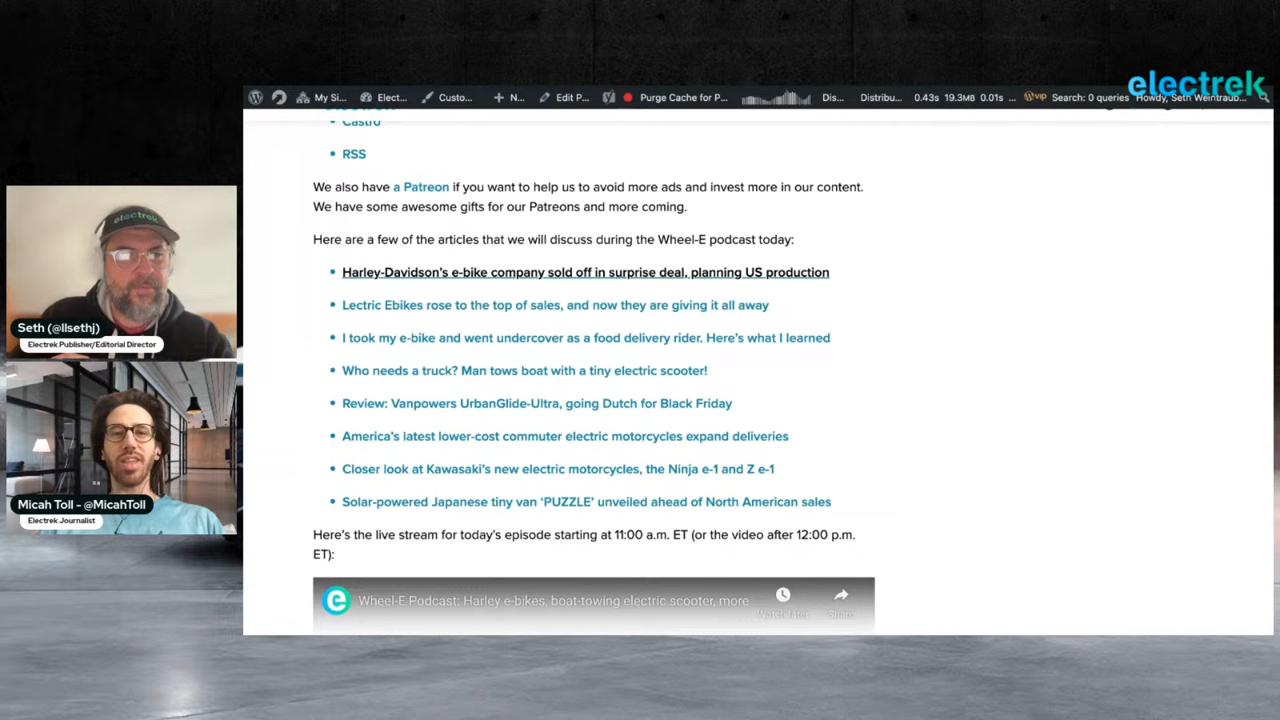 electrek
My Si...
Elect...
Custo...
N...
Edit P...
Purge Cache for P...
Dis...
Distribu...
0.43s 19.3MB 0.01s ...
vip
Search: 0 queries
Howdy, Seth Weintraub...
Castro
RSS
We also have a Patreon if you want to help us to avoid more ads and invest more in our content.
We have some awesome gifts for our Patreons and more coming.
Here are a few of the articles that we will discuss during the Wheel-E podcast today:
Harley-Davidson's e-bike company sold off in surprise deal, planning US production
Lectric Ebikes rose to the top of sales, and now they are giving it all away
I took my e-bike and went undercover as a food delivery rider. Here's what I learned
Who needs a truck? Man tows boat with a tiny electric scooter!
Review: Vanpowers UrbanGlide-Ultra, going Dutch for Black Friday
America's latest lower-cost commuter electric motorcycles expand deliveries
Closer look at Kawasaki's new electric motorcycles, the Ninja e-1 and Z e-1
Solar-powered Japanese tiny van 'PUZZLE' unveiled ahead of North American sales
Here's the live stream for today's episode starting at 11:00 a.m. ET (or the video after 12:00 p.m.
ET):
Wheel-E Podcast: Harley e-bikes, boat-towing electric scooter, more
Watch later
Share
electrek
Seth (@llsethj)
Electrek Publisher/Editorial Director
Micah Toll - @MicahToll
Electrek Journalist